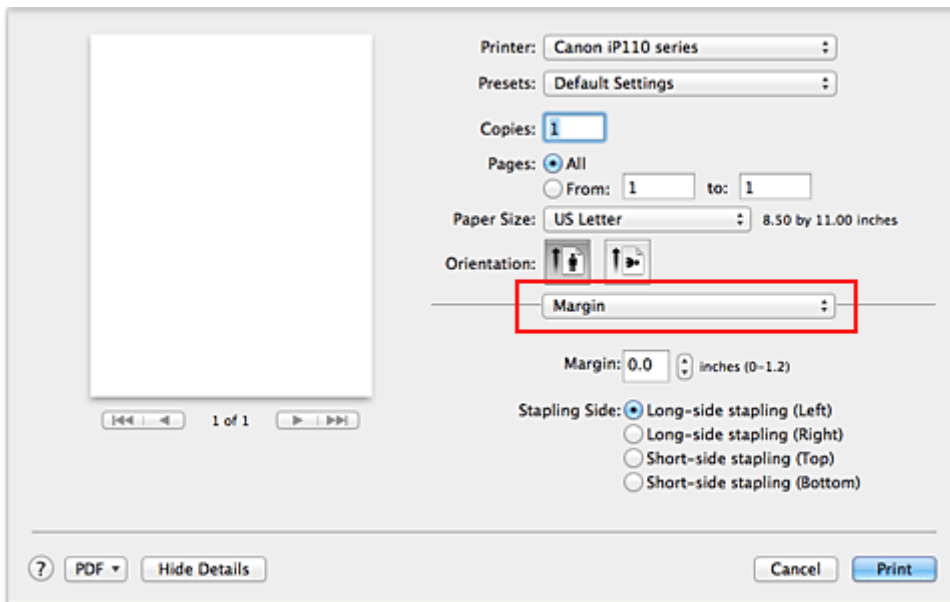 Printer: Canon iP110 series
Presets: Default Settings
Copies: 1
Pages: All
From: 1 to: 1
Paper Size: US Letter 8.50 by 11.00 inches
Orientation:
Margin
Margin: 0.0 inches (0-1.2)
1 of 1
Stapling Side: Long-side stapling (Left)
Long-side stapling (Right)
Short-side stapling (Top)
Short-side stapling (Bottom)
? PDF Hide Details Cancel Print